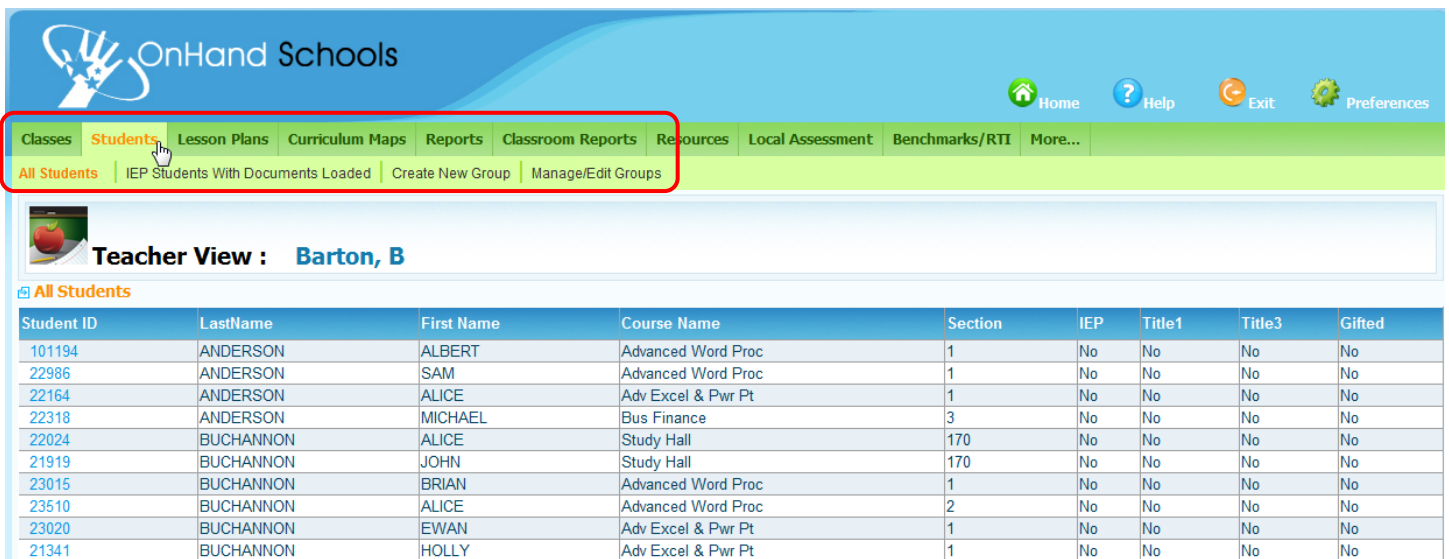 OnHand Schools
Home Help Exit Preferences
Classes Students Lesson Plans Curriculum Maps Reports Classroom Reports Resources Local Assessment Benchmarks/RTI More...
All Students IEP Students With Documents Loaded Create New Group Manage/Edit Groups
Teacher View : Barton, B
All Students
Student ID LastName First Name Course Name Section IEP Title1 Title3 Gifted
101194 ANDERSON ALBERT Advanced Word Proc 1 No No No No
22986 ANDERSON SAM Advanced Word Proc 1 No No No No
22164 ANDERSON ALICE Adv Excel & Pwr Pt 1 No No No No
22318 ANDERSON MICHAEL Bus Finance 3 No No No No
22024 BUCHANNON ALICE Study Hall 170 No No No No
21919 BUCHANNON JOHN Study Hall 170 No No No No
23015 BUCHANNON BRIAN Advanced Word Proc 1 No No No No
23510 BUCHANNON ALICE Advanced Word Proc 2 No No No No
23020 BUCHANNON EWAN Adv Excel & Pwr Pt 1 No No No No
21341 BUCHANNON HOLLY Adv Excel & Pwr Pt 1 No No No No